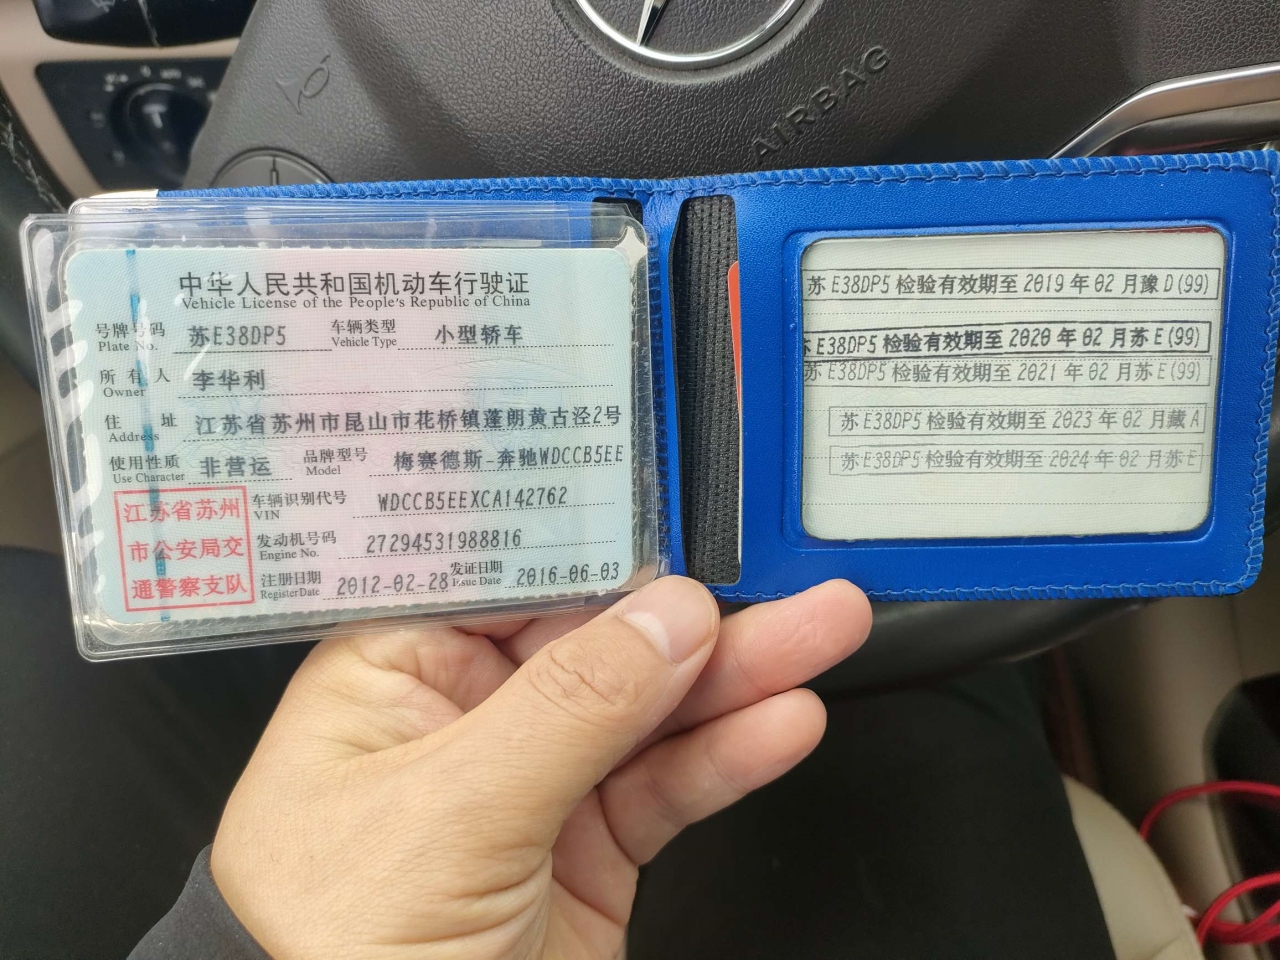 AIRBAG
中华人民共和国机动车行驶证
Vehicle License of the People's Republic of China
号牌号码 苏E38DP5 车辆类型 小型轿车
Plate No. Vehicle Type
所有人 李华利
Owner
住址 江苏省苏州市昆山市花桥镇蓬朗黄古泾2号
Address
使用性质 非营运 品牌型号 梅赛德斯-奔驰WDCCB5EE
Use Character Model
江苏省苏州
市公安局交
通警察支队
车辆识别代号 WDCCB5EEXCA142762
VIN
发动机号码 27294531988816
Engine No.
注册日期 2012-02-28 发证日期 2016-06-03
Register Date Issue Date
苏E38DP5 检验有效期至 2019 年 02 月豫 D(99)
苏E38DP5 检验有效期至 2020 年 02 月苏 E(99)
苏E38DP5 检验有效期至 2021 年 02 月苏 E(99)
苏E38DP5 检验有效期至 2023 年 02 月藏 A
苏E38DP5 检验有效期至 2024 年 02 月苏 E